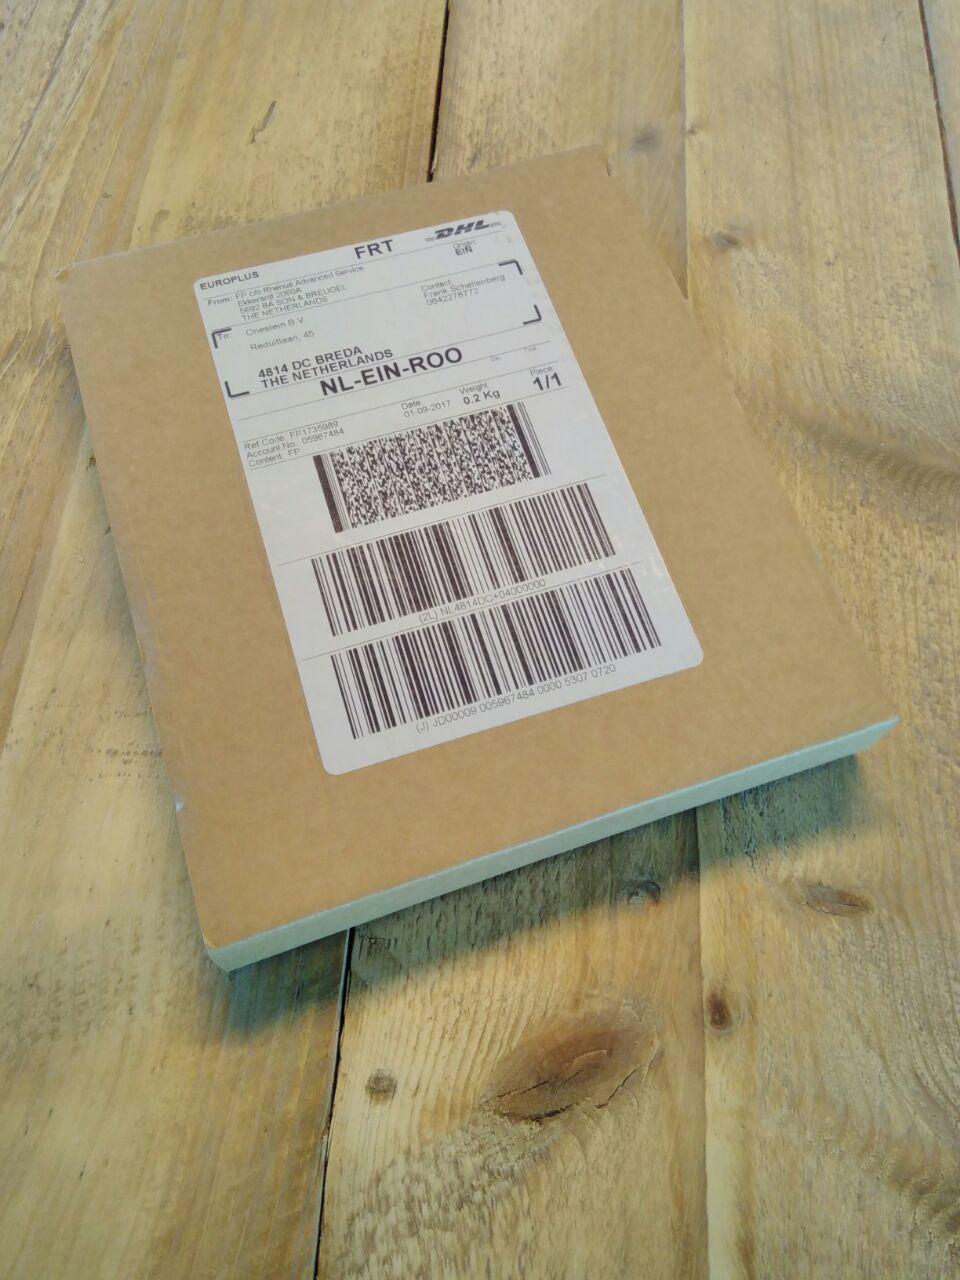 EUROPLUS
FRT
DHL
Origin:
EIN
From: FP c/o Rhenus Advanced Service
Ekkersrijt 2060A
5692 BA SON & BREUGEL
THE NETHERLANDS
To: Onestein B.V
Reduitlaan, 45
4814 DC BREDA
THE NETHERLANDS
Contact:
Frank Schellenberg
0642278772
NL-EIN-ROO
Day
Time
Ref Code FP1735989
Account No. 05967484
Content: FP
Date
01-09-2017
Weight
0.2 Kg
Piece
1/1
(2L) NL4814DC+04000000
(J) JD00009 005967484 0000 5307 0720